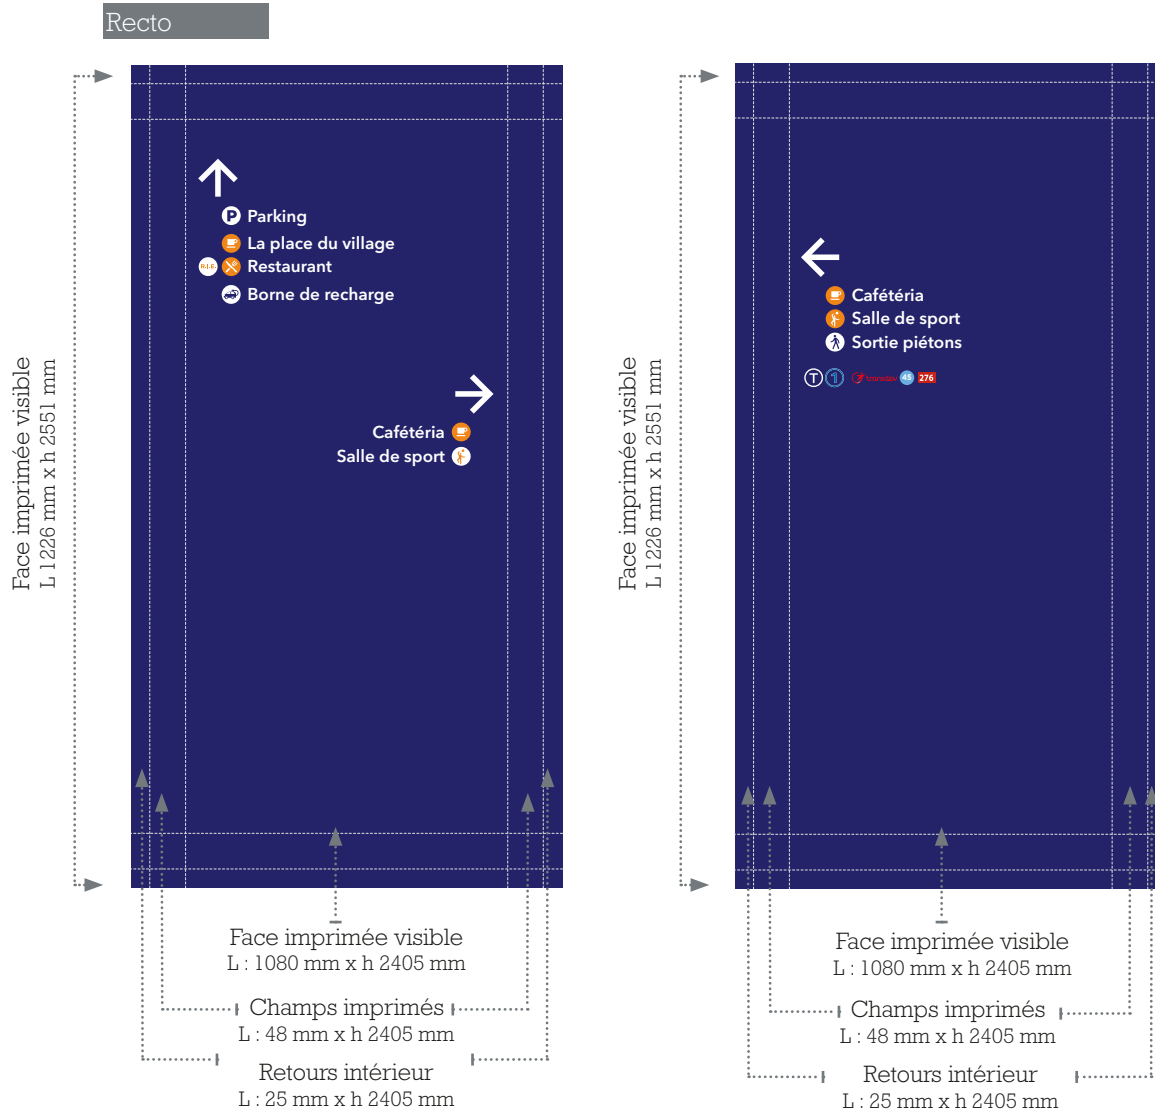 Recto
Face imprimée visible
L 1226 mm x h 2551 mm
P Parking
La place du village
R.I.E. Restaurant
Borne de recharge
Cafétéria
Salle de sport
Face imprimée visible
L : 1080 mm x h 2405 mm
Champs imprimés
L : 48 mm x h 2405 mm
Retours intérieur
L : 25 mm x h 2405 mm
Face imprimée visible
L 1226 mm x h 2551 mm
Cafétéria
Salle de sport
Sortie piétons
T 1 transdev 45 276
Face imprimée visible
L : 1080 mm x h 2405 mm
Champs imprimés
L : 48 mm x h 2405 mm
Retours intérieur
L : 25 mm x h 2405 mm